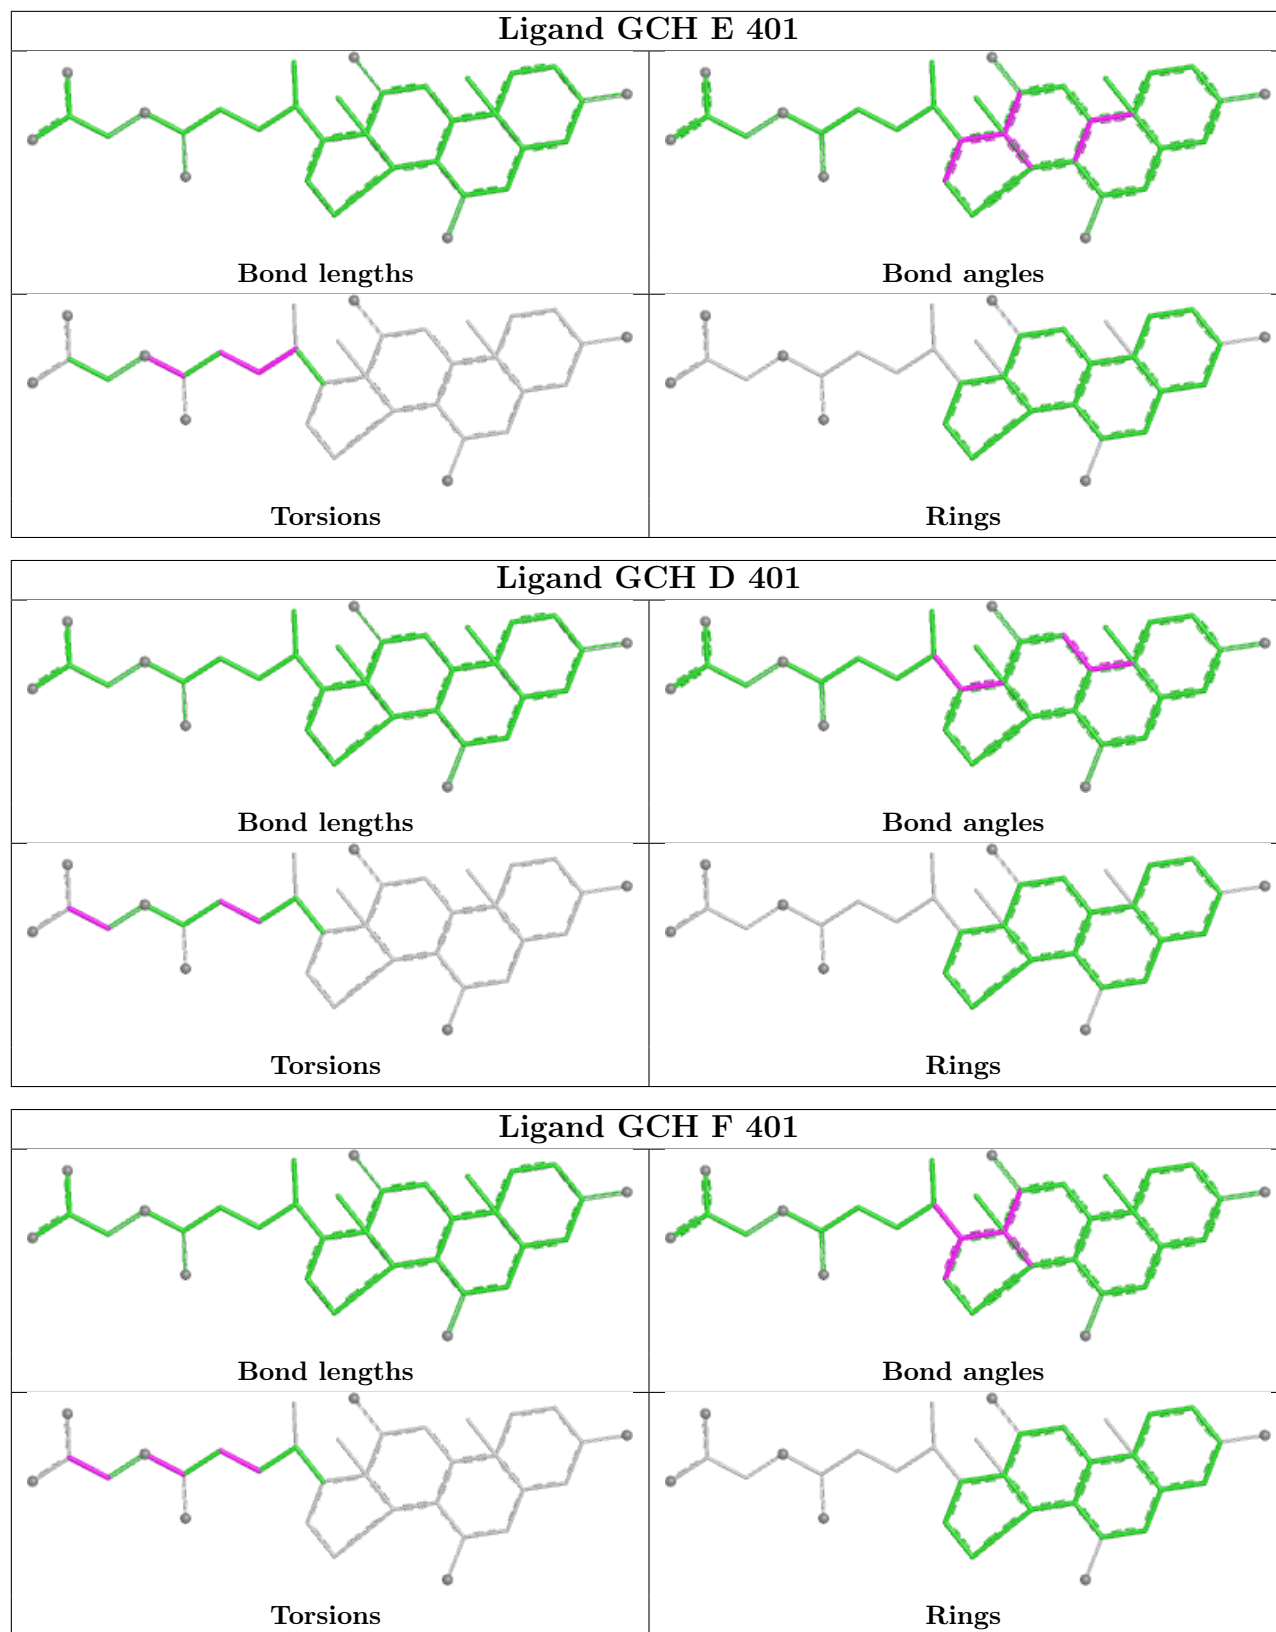 Ligand GCH E 401
Bond lengths
Bond angles
Torsions
Rings
Ligand GCH D 401
Bond lengths
Bond angles
Torsions
Rings
Ligand GCH F 401
Bond lengths
Bond angles
Torsions
Rings